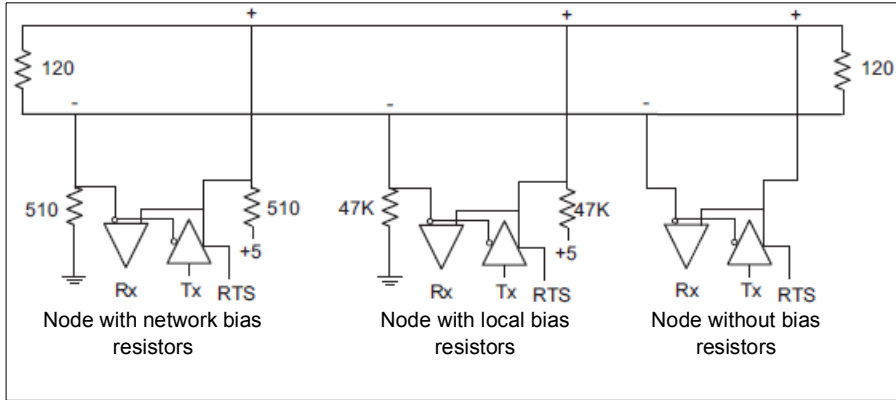 + + +
120 120
- - -
510 510 47K 47K
+5 +5
Rx Tx RTS Rx Tx RTS Rx Tx RTS
Node with network bias
resistors
Node with local bias
resistors
Node without bias
resistors